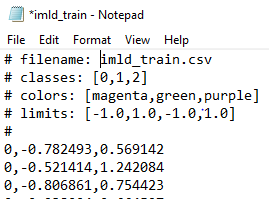 *imld_train - Notepad
File Edit Format View Help
# filename: imld_train.csv
# classes: [0,1,2]
# colors: [magenta,green,purple]
# limits: [-1.0,1.0,-1.0,1.0]
#
0,-0.782493,0.569142
0,-0.521414,1.242084
0,-0.806861,0.754423